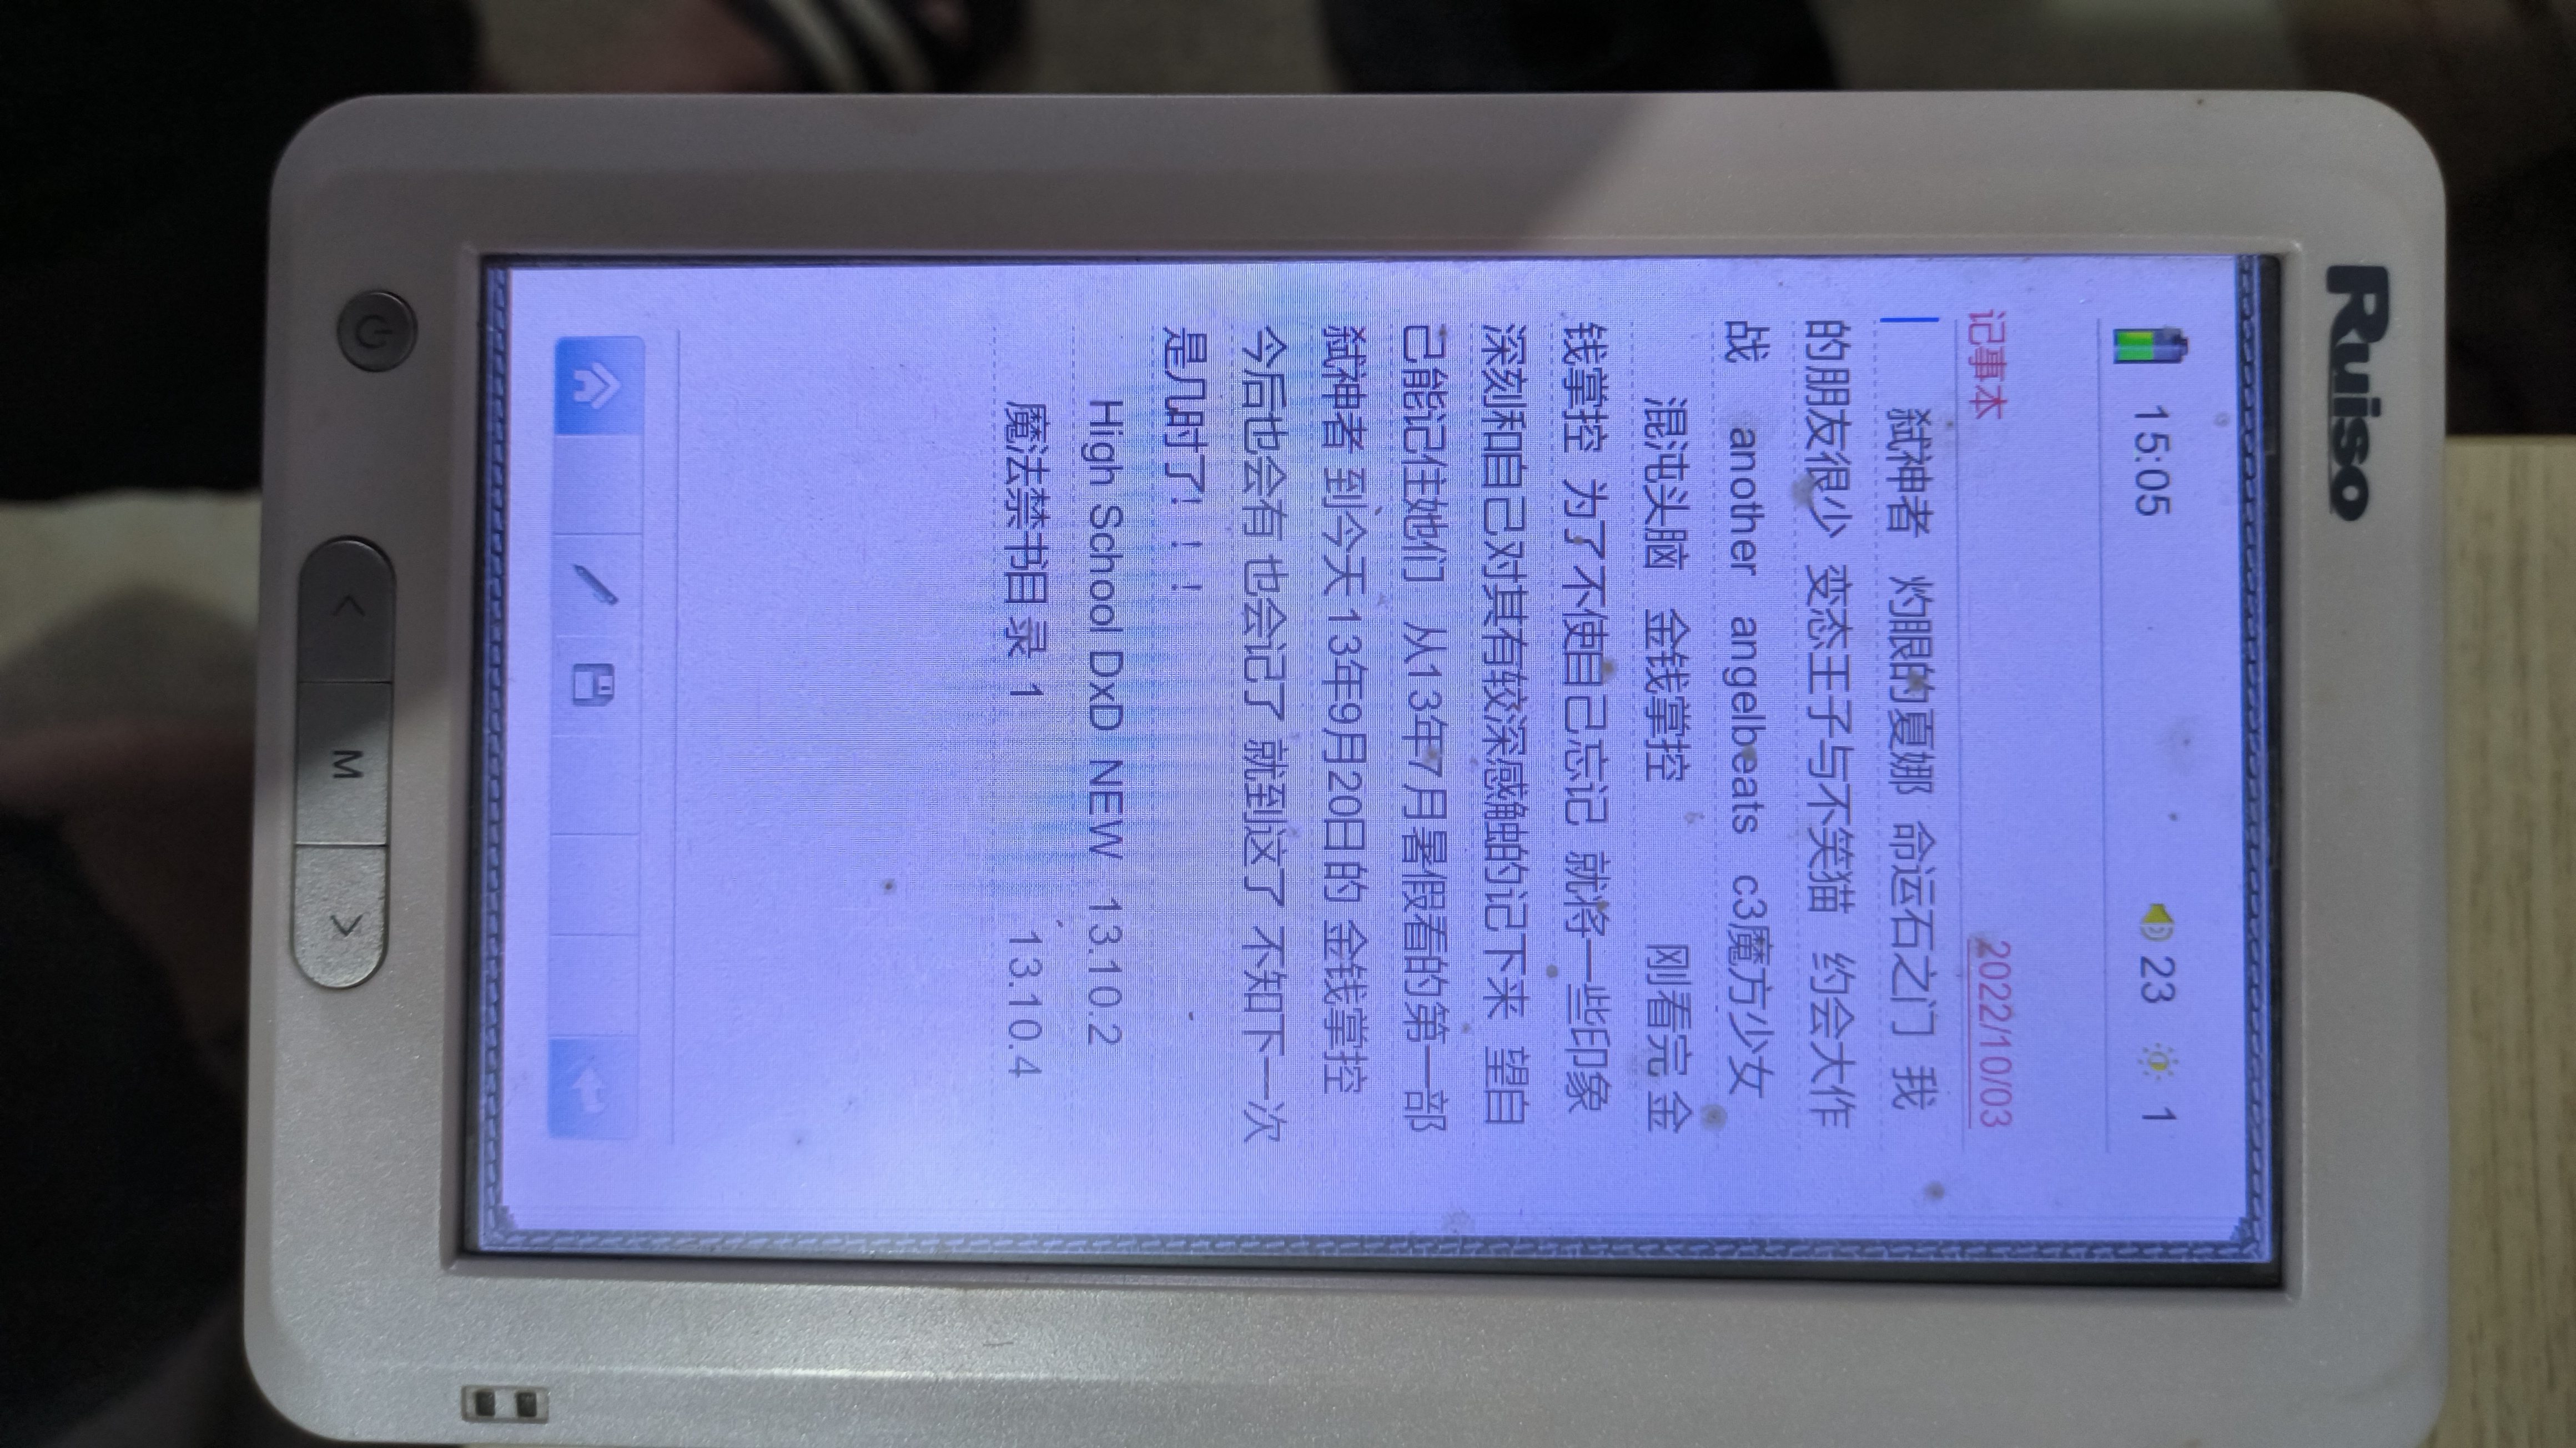 Ruiso
15:05 23 1
记事本 2022/10/03
弑神者 灼眼的夏娜 命运石之门 我
的朋友很少 变态王子与不笑猫 约会大作
战 another angelbeats c3魔方少女
混沌头脑 金钱掌控 刚看完 金
钱掌控 为了不使自己忘记 就将一些印象
深刻和自己对其有较深感触的记下来 望自
己能记住她们 从13年7月暑假看的第一部
弑神者 到今天 13年9月20日的 金钱掌控
今后也会有 也会记了 就到这了 不知下一次
是几时了！！！
High School DxD NEW 13.10.2
魔法禁书目录 1 13.10.4
< M >